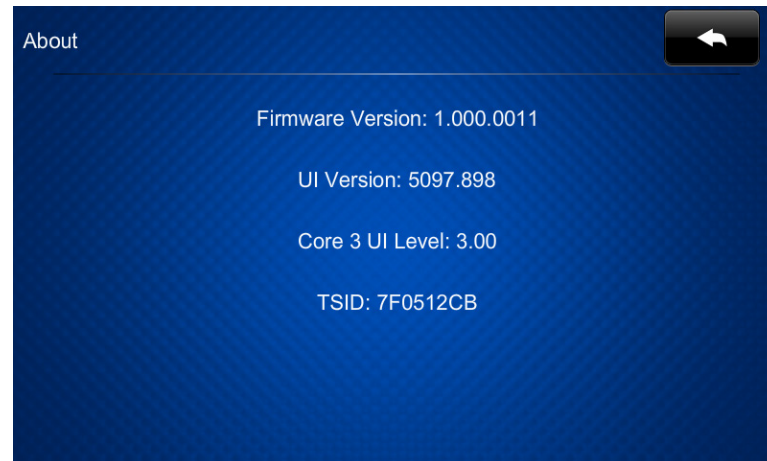 About
Firmware Version: 1.000.0011
UI Version: 5097.898
Core 3 UI Level: 3.00
TSID: 7F0512CB